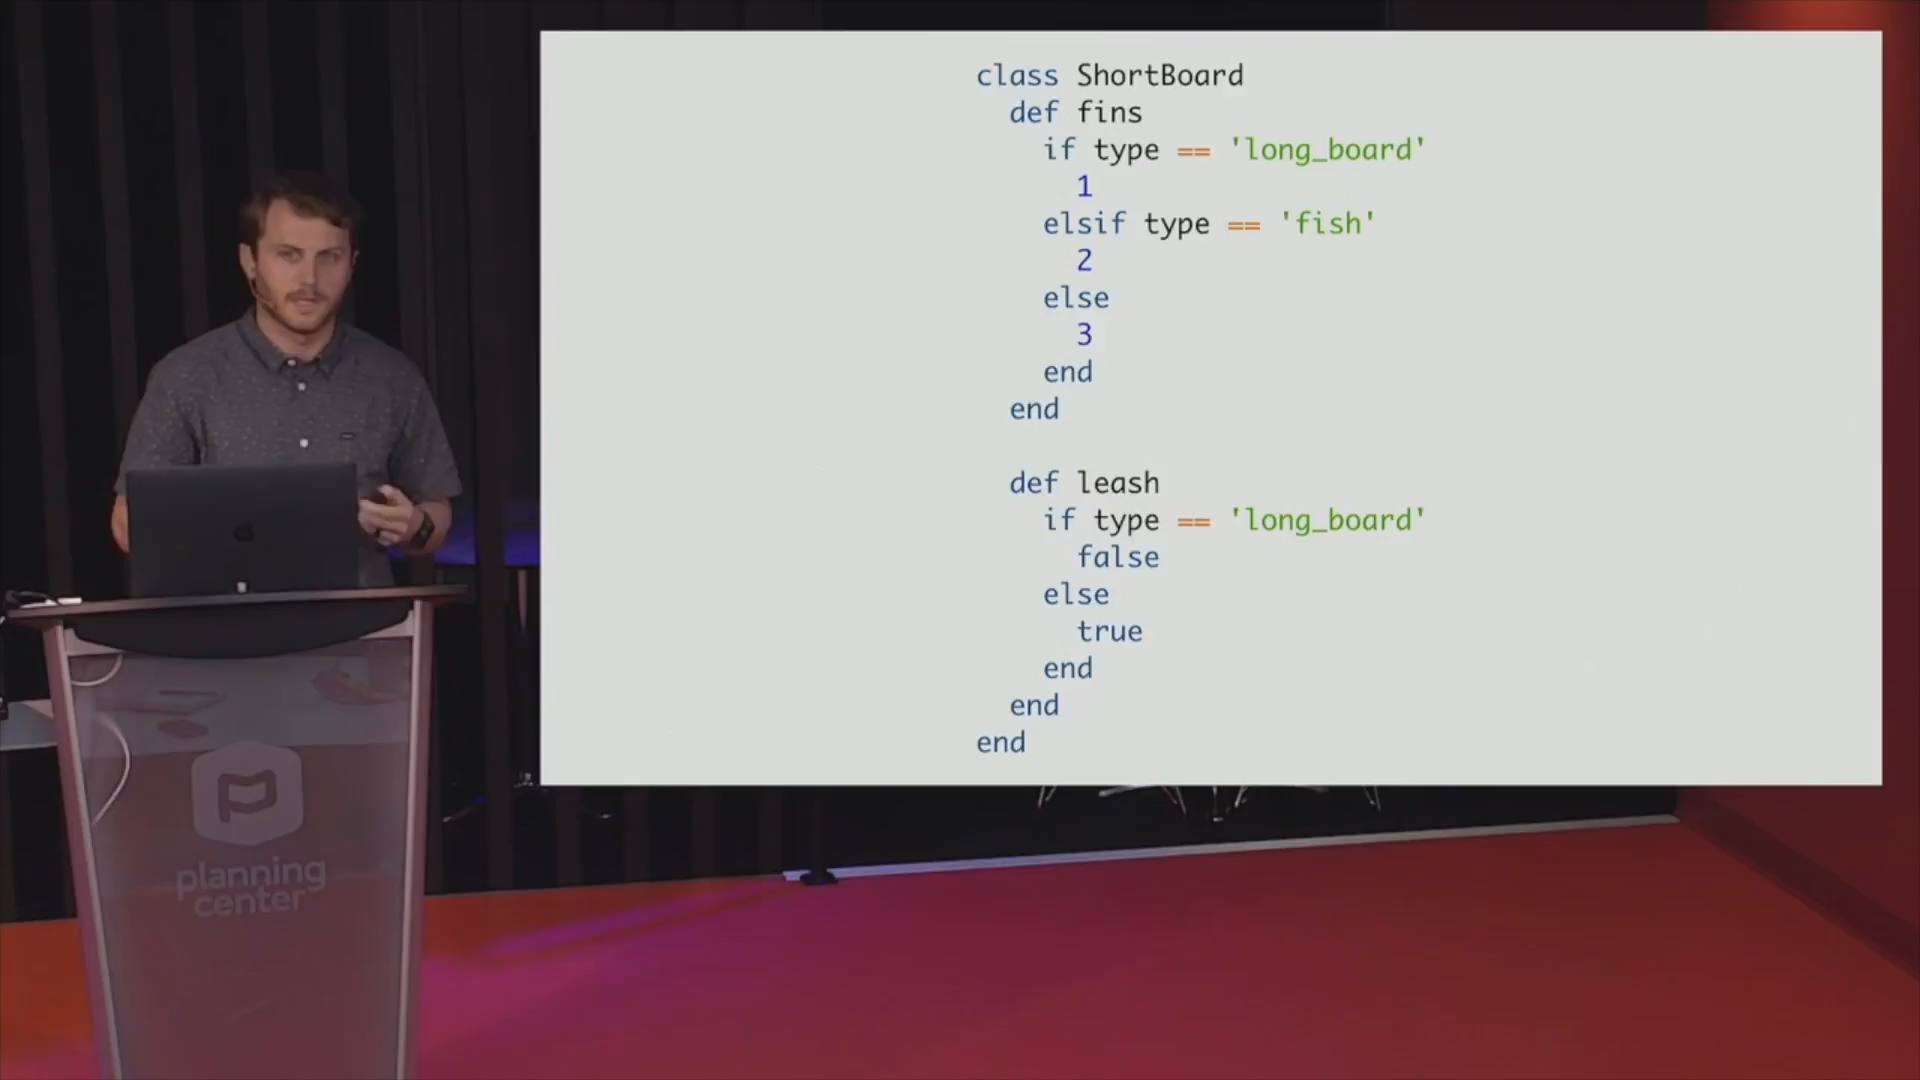 class ShortBoard
  def fins
    if type == 'long_board'
      1
    elsif type == 'fish'
      2
    else
      3
    end
  end

  def leash
    if type == 'long_board'
      false
    else
      true
    end
  end
end
planning
center